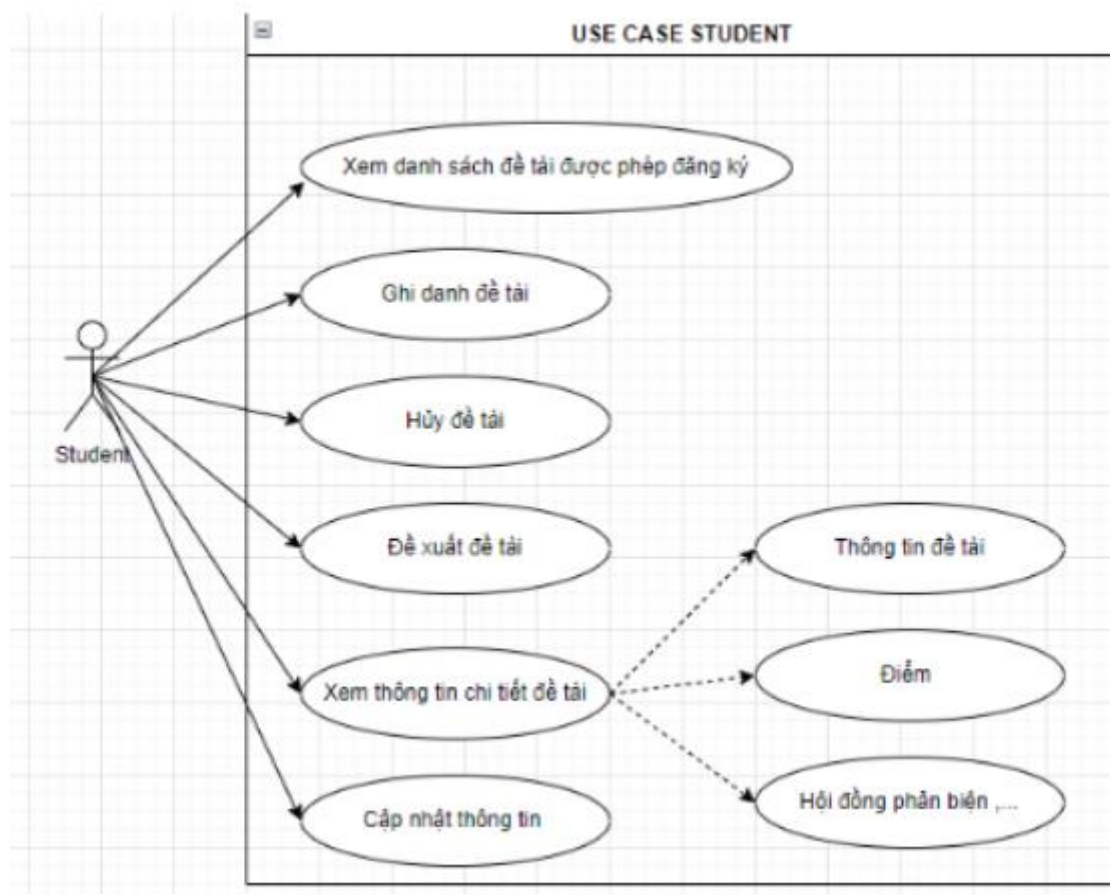 USE CASE STUDENT
Xem danh sách đề tài được phép đăng ký
Ghi danh đề tài
Hủy đề tài
Student
Đề xuất đề tài
Thông tin đề tài
Xem thông tin chi tiết đề tài
Điểm
Cập nhật thông tin
Hội đồng phản biện ,...